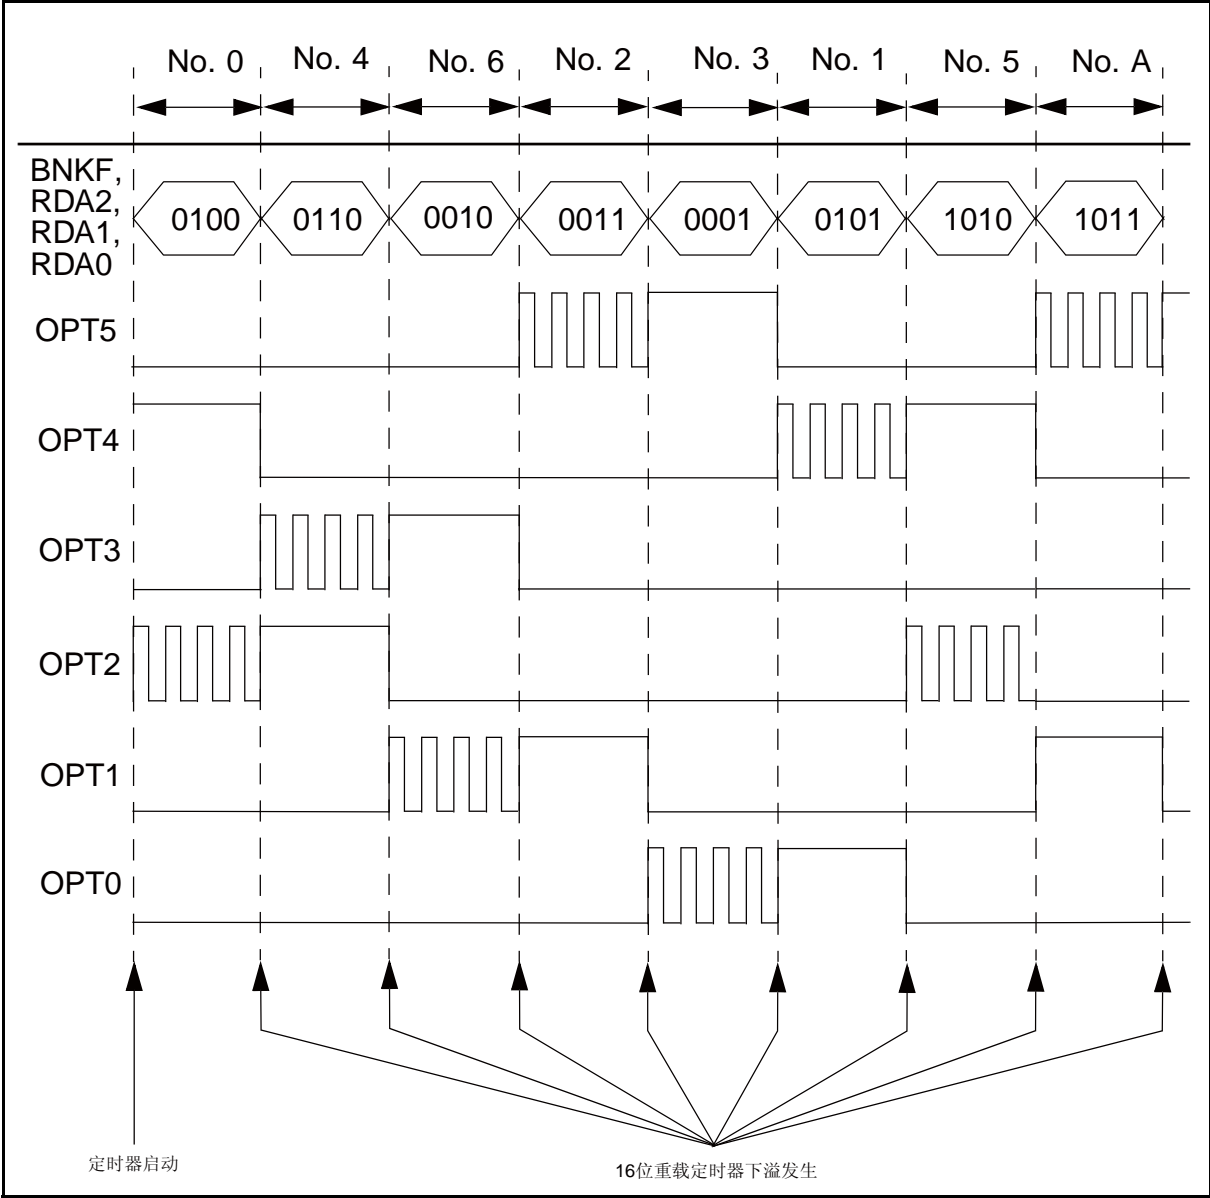 No. 0 No. 4 No. 6 No. 2 No. 3 No. 1 No. 5 No. A
BNKF,
RDA2,
RDA1,
RDA0
0100 0110 0010 0011 0001 0101 1010 1011
OPT5
OPT4
OPT3
OPT2
OPT1
OPT0
定时器启动
16位重载定时器下溢发生